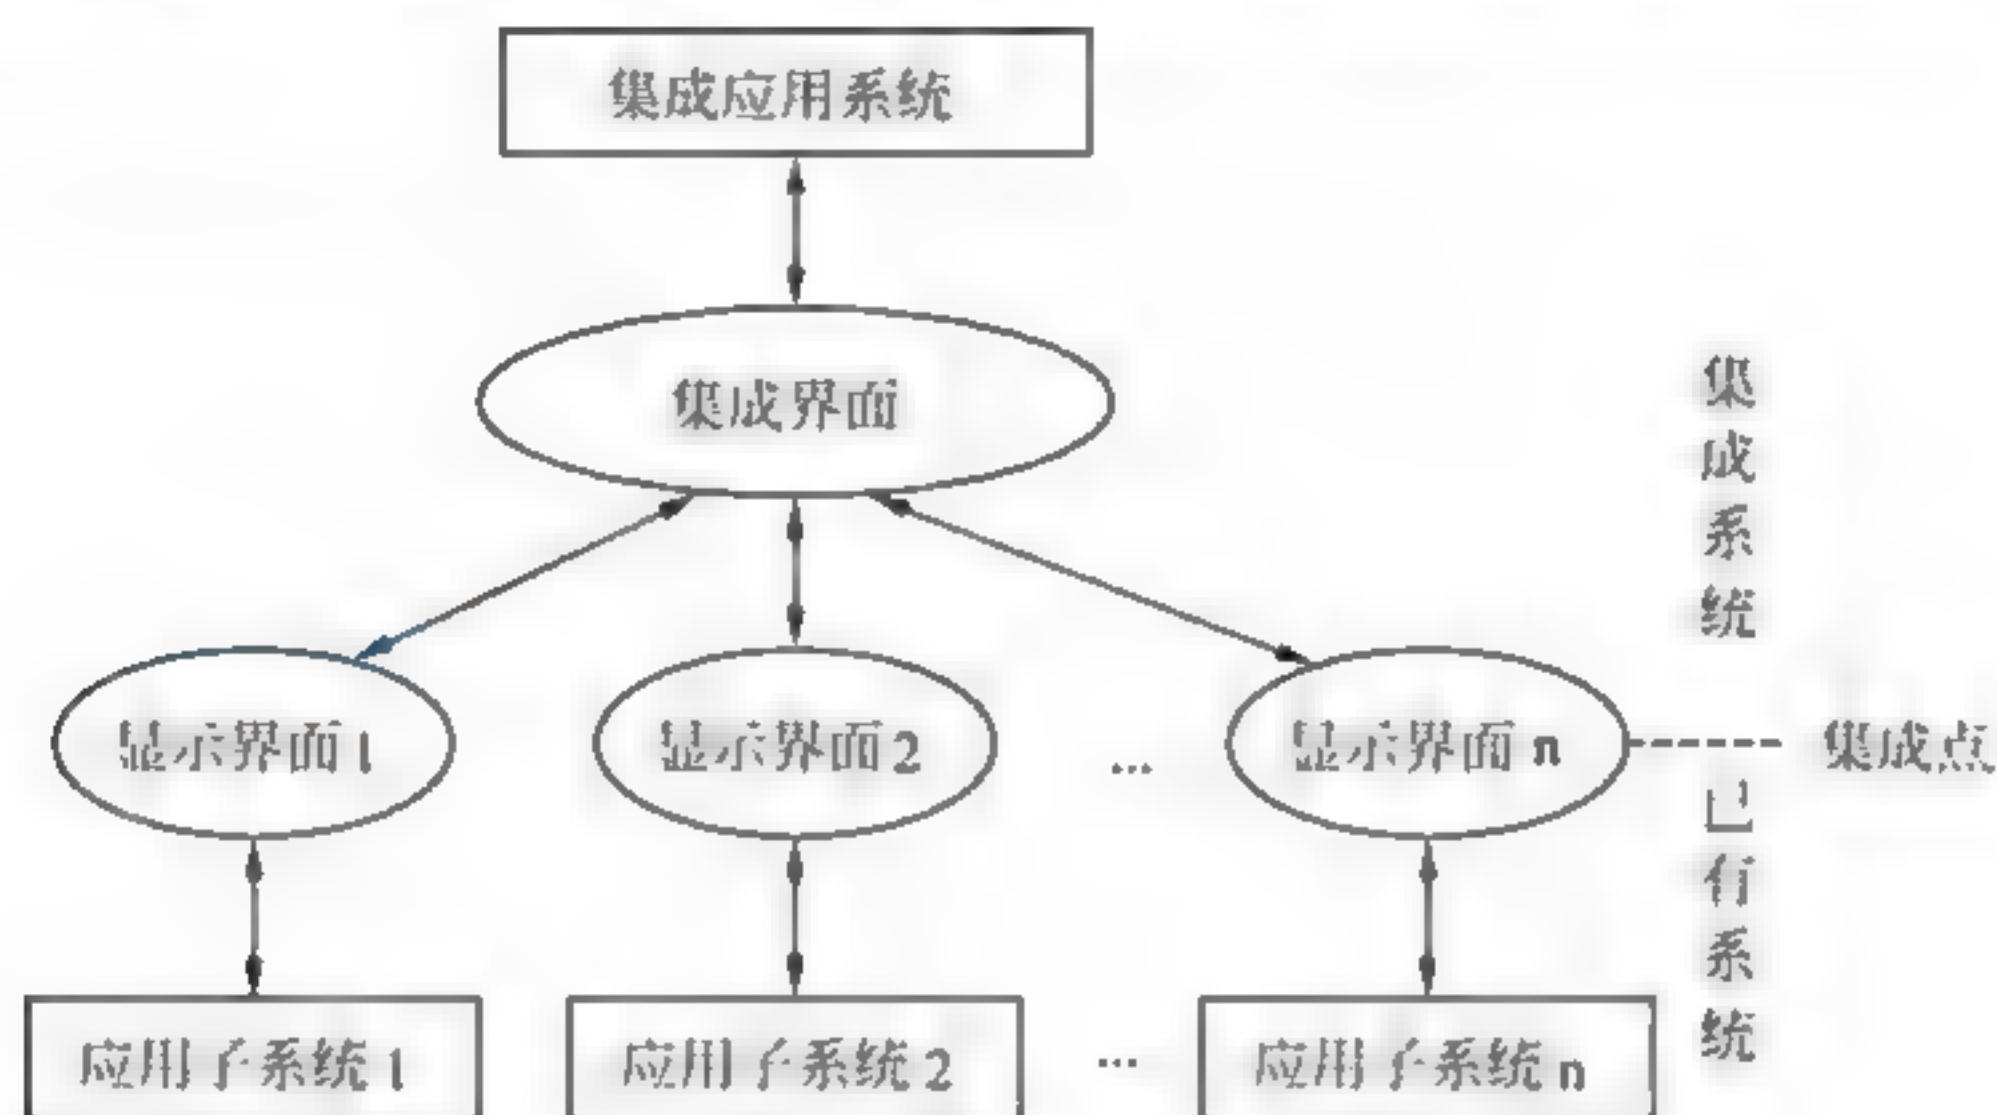 集成应用系统
集成界面
集成系统
显示界面1
显示界面2
...
显示界面n
集成点
已有系统
应用子系统1
应用子系统2
...
应用子系统n